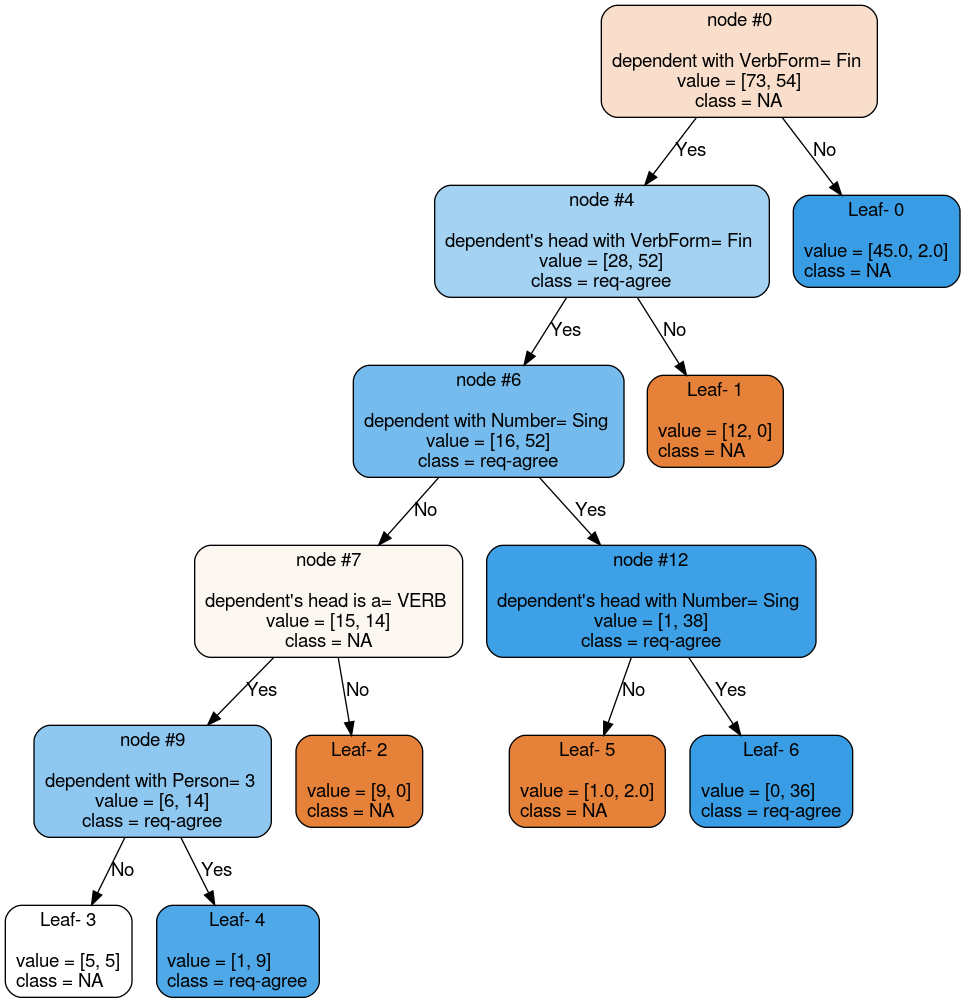 node #0
dependent with VerbForm= Fin
value = [73, 54]
class = NA
Yes
No
node #4
dependent's head with VerbForm= Fin
value = [28, 52]
class = req-agree
Leaf- 0
value = [45.0, 2.0]
class = NA
Yes
No
node #6
dependent with Number= Sing
value = [16, 52]
class = req-agree
Leaf- 1
value = [12, 0]
class = NA
No
Yes
node #7
dependent's head is a= VERB
value = [15, 14]
class = NA
node #12
dependent's head with Number= Sing
value = [1, 38]
class = req-agree
Yes
No
No
Yes
node #9
dependent with Person= 3
value = [6, 14]
class = req-agree
Leaf- 2
value = [9, 0]
class = NA
Leaf- 5
value = [1.0, 2.0]
class = NA
Leaf- 6
value = [0, 36]
class = req-agree
No
Yes
Leaf- 3
value = [5, 5]
class = NA
Leaf- 4
value = [1, 9]
class = req-agree